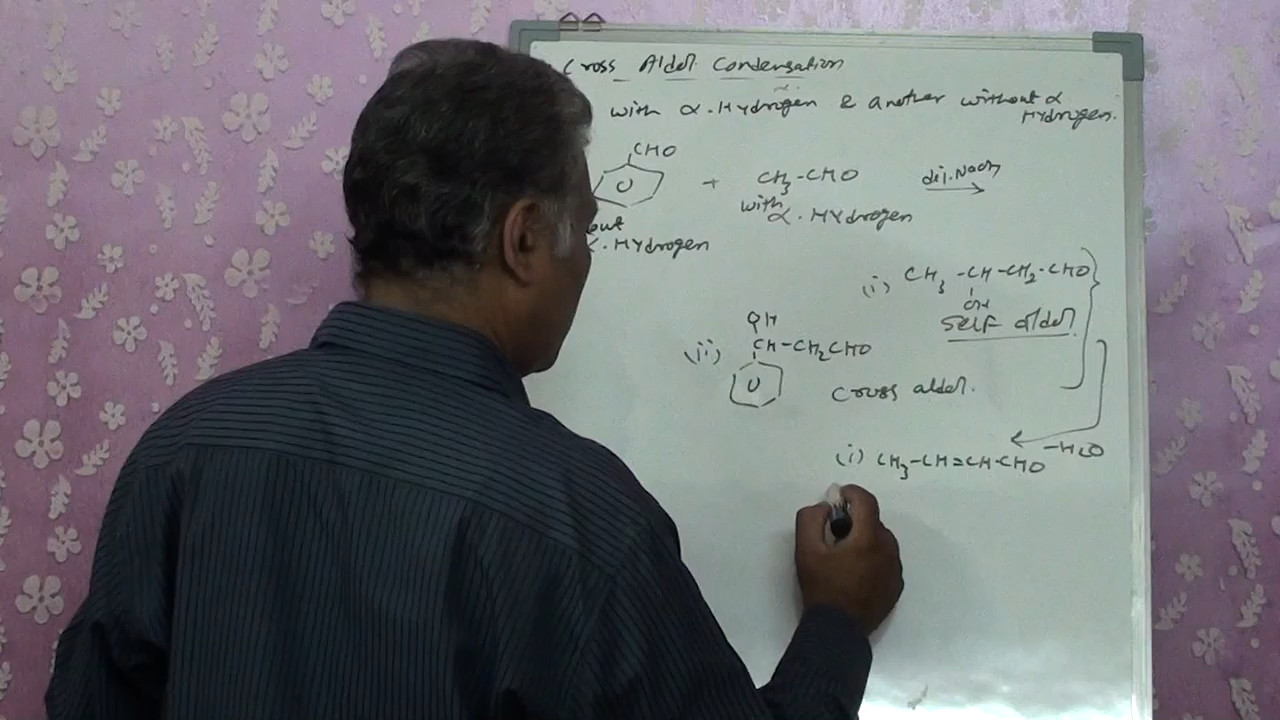 Cross Aldol Condensation
with α-Hydrogen & another without α
Hydrogen.
CHO
+ CH3-CHO dil. NaOH
with
α-Hydrogen
out
α-Hydrogen
(i) CH3-CH-CH2-CHO
OH
self aldol
OH
(ii) CH-CH2CHO
cross aldol.
-H2O
(i) CH3-CH=CH-CHO